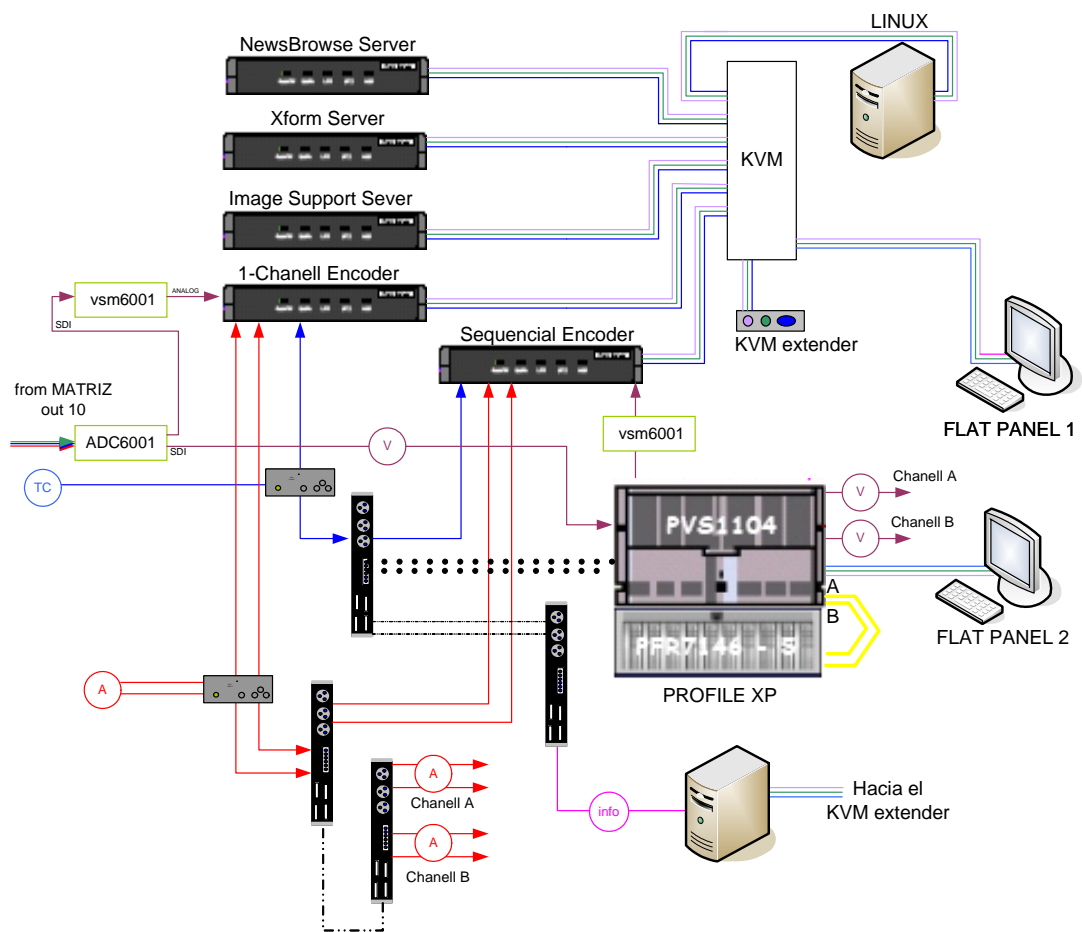 LINUX
NewsBrowse Server
Xform Server
KVM
Image Support Sever
1-Chanell Encoder
vsm6001
ANALOG
SDI
Sequencial Encoder
KVM extender
from MATRIZ
out 10
ADC6001
SDI
V
vsm6001
FLAT PANEL 1
TC
PVS1104
V
Chanell A
V
Chanell B
A
B
PFR7146 - S
FLAT PANEL 2
PROFILE XP
A
A
Chanell A
A
Chanell B
info
Hacia el
KVM extender